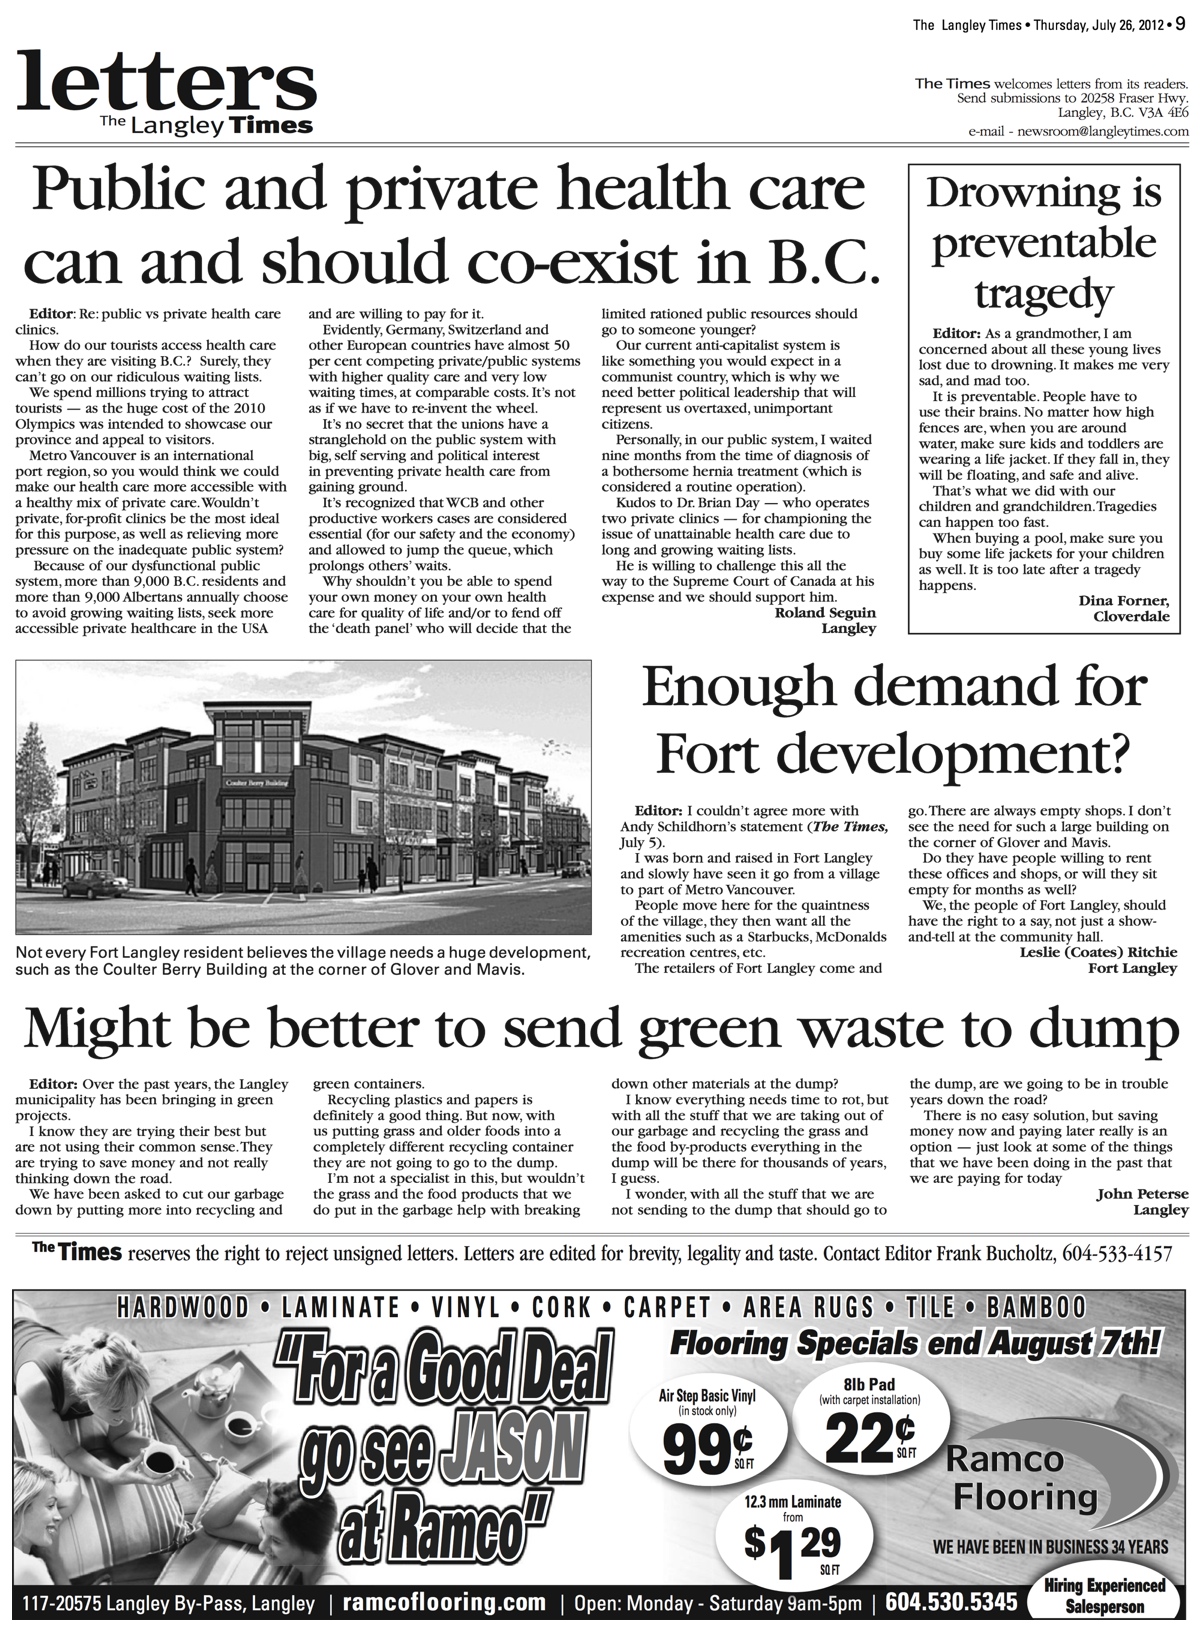 The Langley Times • Thursday, July 26, 2012 • 9
letters
The Langley Times
The Times welcomes letters from its readers.
Send submissions to 20258 Fraser Hwy.
Langley, B.C. V3A 4E6
e-mail - newsroom@langleytimes.com
Public and private health care
can and should co-exist in B.C.
Editor: Re: public vs private health care
clinics.
How do our tourists access health care
when they are visiting B.C.? Surely, they
can't go on our ridiculous waiting lists.
We spend millions trying to attract
tourists — as the huge cost of the 2010
Olympics was intended to showcase our
province and appeal to visitors.
Metro Vancouver is an international
port region, so you would think we could
make our health care more accessible with
a healthy mix of private care. Wouldn't
private, for-profit clinics be the most ideal
for this purpose, as well as relieving more
pressure on the inadequate public system?
Because of our dysfunctional public
system, more than 9,000 B.C. residents and
more than 9,000 Albertans annually choose
to avoid growing waiting lists, seek more
accessible private healthcare in the USA
and are willing to pay for it.
Evidently, Germany, Switzerland and
other European countries have almost 50
per cent competing private/public systems
with higher quality care and very low
waiting times, at comparable costs. It's not
as if we have to re-invent the wheel.
It's no secret that the unions have a
stranglehold on the public system with
big, self serving and political interest
in preventing private health care from
gaining ground.
It's recognized that WCB and other
productive workers cases are considered
essential (for our safety and the economy)
and allowed to jump the queue, which
prolongs others' waits.
Why shouldn't you be able to spend
your own money on your own health
care for quality of life and/or to fend off
the 'death panel' who will decide that the
limited rationed public resources should
go to someone younger?
Our current anti-capitalist system is
like something you would expect in a
communist country, which is why we
need better political leadership that will
represent us overtaxed, unimportant
citizens.
Personally, in our public system, I waited
nine months from the time of diagnosis of
a bothersome hernia treatment (which is
considered a routine operation).
Kudos to Dr. Brian Day — who operates
two private clinics — for championing the
issue of unattainable health care due to
long and growing waiting lists.
He is willing to challenge this all the
way to the Supreme Court of Canada at his
expense and we should support him.
Roland Seguin
Langley
Drowning is
preventable
tragedy
Editor: As a grandmother, I am
concerned about all these young lives
lost due to drowning. It makes me very
sad, and mad too.
It is preventable. People have to
use their brains. No matter how high
fences are, when you are around
water, make sure kids and toddlers are
wearing a life jacket. If they fall in, they
will be floating, and safe and alive.
That's what we did with our
children and grandchildren. Tragedies
can happen too fast.
When buying a pool, make sure you
buy some life jackets for your children
as well. It is too late after a tragedy
happens.
Dina Forner,
Cloverdale
Coulter Berry Building
Not every Fort Langley resident believes the village needs a huge development,
such as the Coulter Berry Building at the corner of Glover and Mavis.
Enough demand for
Fort development?
Editor: I couldn't agree more with
Andy Schildhorn's statement (The Times,
July 5).
I was born and raised in Fort Langley
and slowly have seen it go from a village
to part of Metro Vancouver.
People move here for the quaintness
of the village, they then want all the
amenities such as a Starbucks, McDonalds
recreation centres, etc.
The retailers of Fort Langley come and
go. There are always empty shops. I don't
see the need for such a large building on
the corner of Glover and Mavis.
Do they have people willing to rent
these offices and shops, or will they sit
empty for months as well?
We, the people of Fort Langley, should
have the right to a say, not just a show-
and-tell at the community hall.
Leslie (Coates) Ritchie
Fort Langley
Might be better to send green waste to dump
Editor: Over the past years, the Langley
municipality has been bringing in green
projects.
I know they are trying their best but
are not using their common sense. They
are trying to save money and not really
thinking down the road.
We have been asked to cut our garbage
down by putting more into recycling and
green containers.
Recycling plastics and papers is
definitely a good thing. But now, with
us putting grass and older foods into a
completely different recycling container
they are not going to go to the dump.
I'm not a specialist in this, but wouldn't
the grass and the food products that we
do put in the garbage help with breaking
down other materials at the dump?
I know everything needs time to rot, but
with all the stuff that we are taking out of
our garbage and recycling the grass and
the food by-products everything in the
dump will be there for thousands of years,
I guess.
I wonder, with all the stuff that we are
not sending to the dump that should go to
the dump, are we going to be in trouble
years down the road?
There is no easy solution, but saving
money now and paying later really is an
option — just look at some of the things
that we have been doing in the past that
we are paying for today
John Peterse
Langley
The Times reserves the right to reject unsigned letters. Letters are edited for brevity, legality and taste. Contact Editor Frank Bucholtz, 604-533-4157
HARDWOOD • LAMINATE • VINYL • CORK • CARPET • AREA RUGS • TILE • BAMBOO
"For a Good Deal
go see JASON
at Ramco"
Flooring Specials end August 7th!
Air Step Basic Vinyl
(in stock only)
99¢ SQ FT
8lb Pad
(with carpet installation)
22¢ SQ FT
12.3 mm Laminate
from
$1 29 SQ FT
Ramco
Flooring
WE HAVE BEEN IN BUSINESS 34 YEARS
Hiring Experienced
Salesperson
117-20575 Langley By-Pass, Langley | ramcoflooring.com | Open: Monday - Saturday 9am-5pm | 604.530.5345